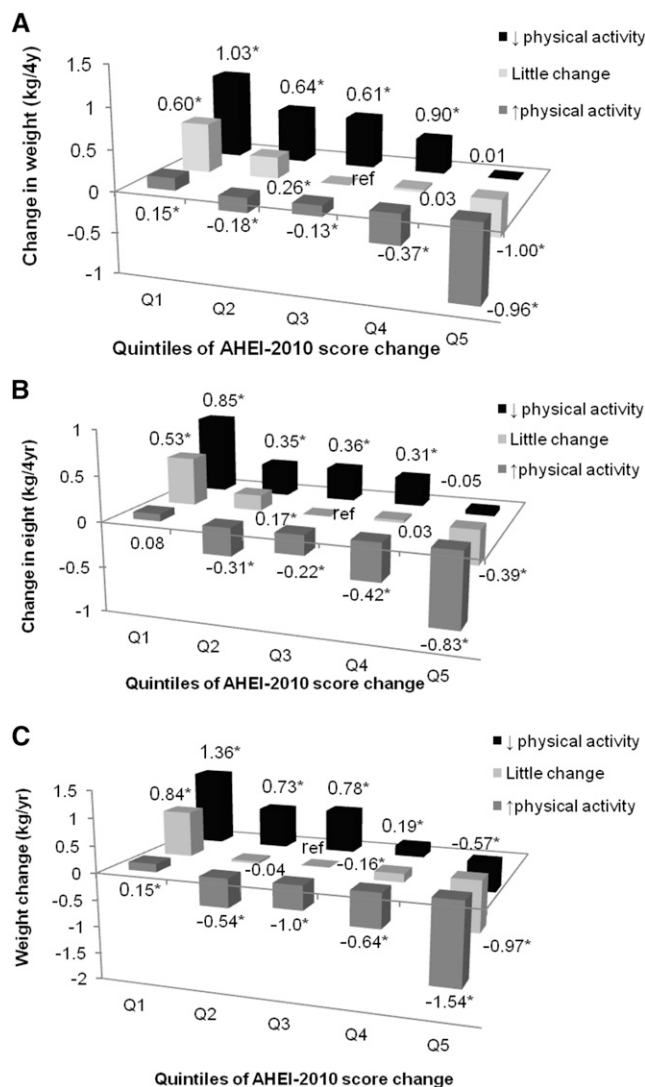 A
↓ physical activity
Little change
↑physical activity
Change in weight (kg/4y)
1.5
1
0.5
0
-0.5
-1
1.03*
0.64*
0.61*
0.90*
0.01
0.60*
0.26*
ref
0.03
-1.00*
0.15*
-0.18*
-0.13*
-0.37*
-0.96*
Q1
Q2
Q3
Q4
Q5
Quintiles of AHEI-2010 score change
B
↓ physical activity
Little change
↑physical activity
Change in eight (kg/4yr)
1
0.5
0
-0.5
-1
0.85*
0.35*
0.36*
0.31*
-0.05
0.53*
0.17*
ref
0.03
-0.39*
0.08
-0.31*
-0.22*
-0.42*
-0.83*
Q1
Q2
Q3
Q4
Q5
Quintiles of AHEI-2010 score change
C
↓ physical activity
Little change
↑physical activity
Weight change (kg/yr)
1.5
1
0.5
0
-0.5
-1
-1.5
-2
1.36*
0.73*
0.78*
0.19*
-0.57*
0.84*
-0.04
ref
-0.16*
-0.97*
0.15*
-0.54*
-1.0*
-0.64*
-1.54*
Q1
Q2
Q3
Q4
Q5
Quintiles of AHEI-2010 score change